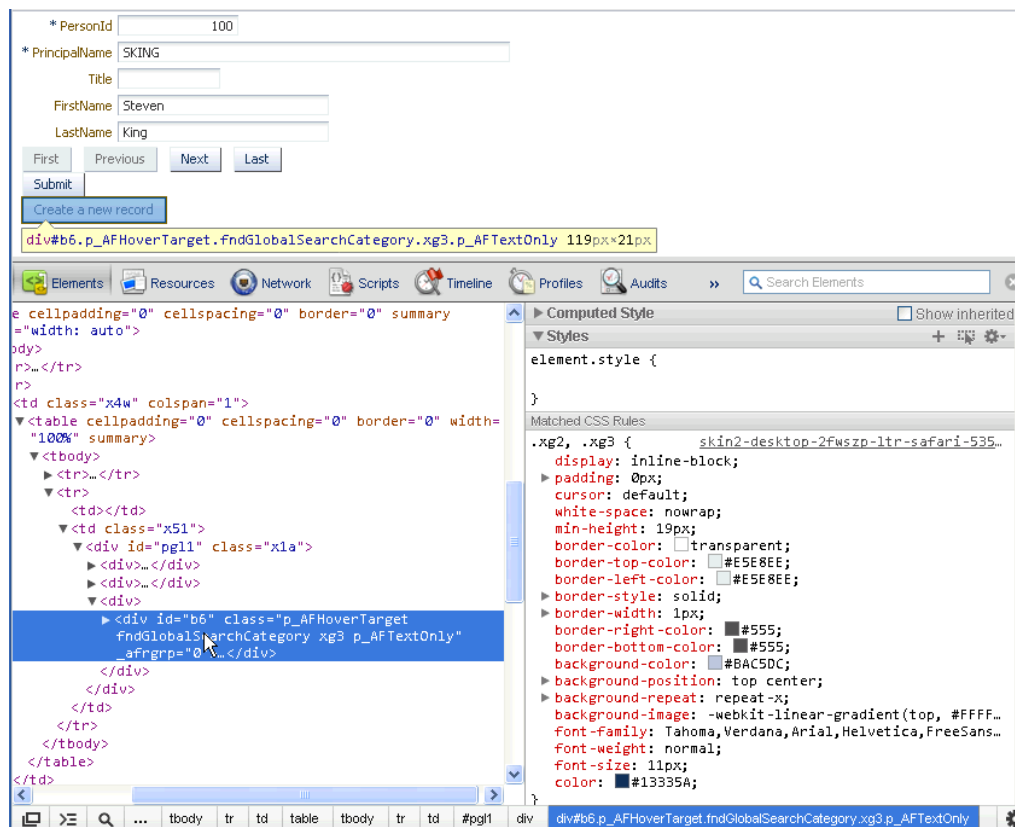 * PersonId 100
* PrincipalName SKING
Title
FirstName Steven
LastName King
First Previous Next Last
Submit
Create a new record
div#b6.p_AFHoverTarget.fndGlobalSearchCategory.xg3.p_AFTextOnly 119px×21px
Elements Resources Network Scripts Timeline Profiles Audits » Search Elements
e cellpadding="0" cellspacing="0" border="0" summary
="width: auto">
ody>
r>…</tr>
r>
<td class="x4w" colspan="1">
▼<table cellpadding="0" cellspacing="0" border="0" width=
"100%" summary>
▼<tbody>
▶<tr>…</tr>
▼<tr>
<td></td>
▼<td class="x51">
▼<div id="pgl1" class="x1a">
▶<div>…</div>
▶<div>…</div>
▼<div>
▶<div id="b6" class="p_AFHoverTarget
fndGlobalSearchCategory xg3 p_AFTextOnly"
_afrgrp="0" …</div>
</div>
</div>
</td>
</tr>
</tbody>
</table>
</td>
▶ Computed Style Show inherited
▼ Styles
element.style {
}
Matched CSS Rules
.xg2, .xg3 { skin2-desktop-2fwszp-ltr-safari-535…
display: inline-block;
▶ padding: 0px;
cursor: default;
white-space: nowrap;
min-height: 19px;
border-color: transparent;
border-top-color: #E5E8EE;
border-left-color: #E5E8EE;
▶ border-style: solid;
▶ border-width: 1px;
border-right-color: #555;
border-bottom-color: #555;
background-color: #BAC5DC;
▶ background-position: top center;
▶ background-repeat: repeat-x;
background-image: -webkit-linear-gradient(top, #FFFF…
font-family: Tahoma,Verdana,Arial,Helvetica,FreeSans…
font-weight: normal;
font-size: 11px;
color: #13335A;
}
... tbody tr td table tbody tr td #pgl1 div div#b6.p_AFHoverTarget.fndGlobalSearchCategory.xg3.p_AFTextOnly